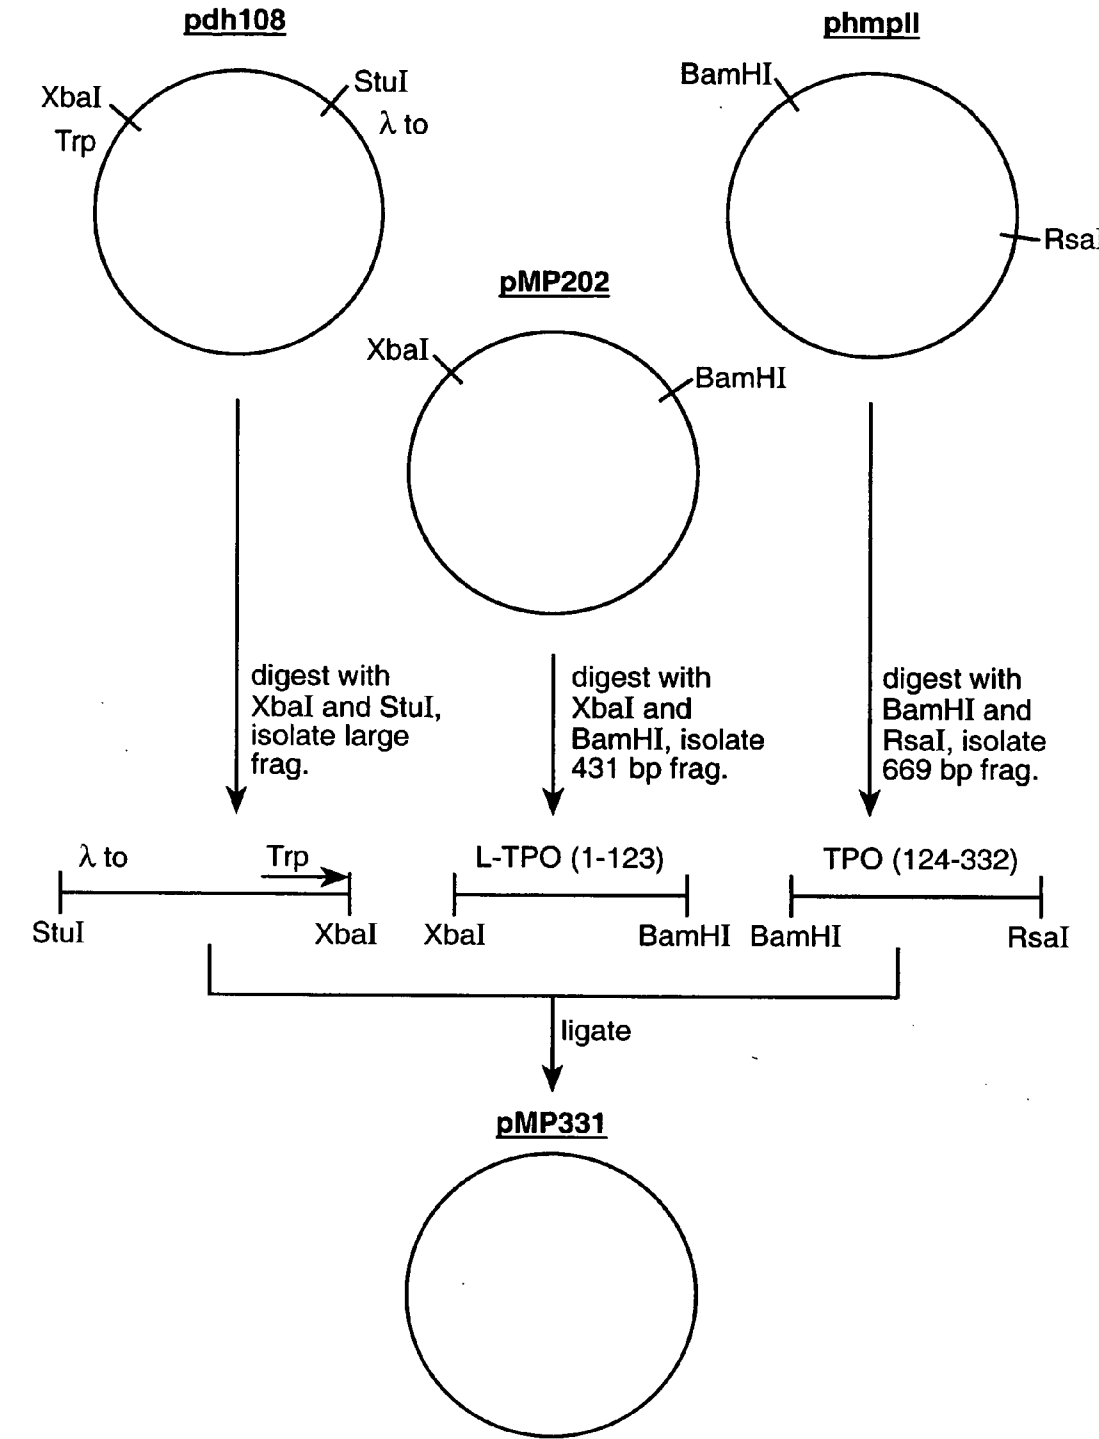 pdh108
phmpII
XbaI
StuI
Trp
λ to
BamHI
RsaI
pMP202
XbaI
BamHI
digest with
XbaI and StuI,
isolate large
frag.
digest with
XbaI and
BamHI, isolate
431 bp frag.
digest with
BamHI and
RsaI, isolate
669 bp frag.
λ to
Trp
L-TPO (1-123)
TPO (124-332)
StuI
XbaI
XbaI
BamHI
BamHI
RsaI
ligate
pMP331